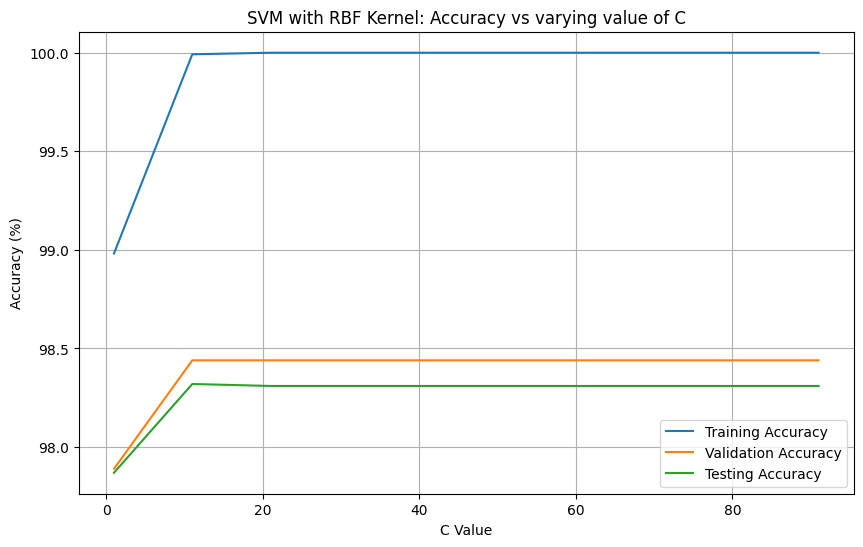 SVM with RBF Kernel: Accuracy vs varying value of C
100.0
99.5
99.0
98.5
98.0
Accuracy (%)
0
20
40
60
80
C Value
Training Accuracy
Validation Accuracy
Testing Accuracy